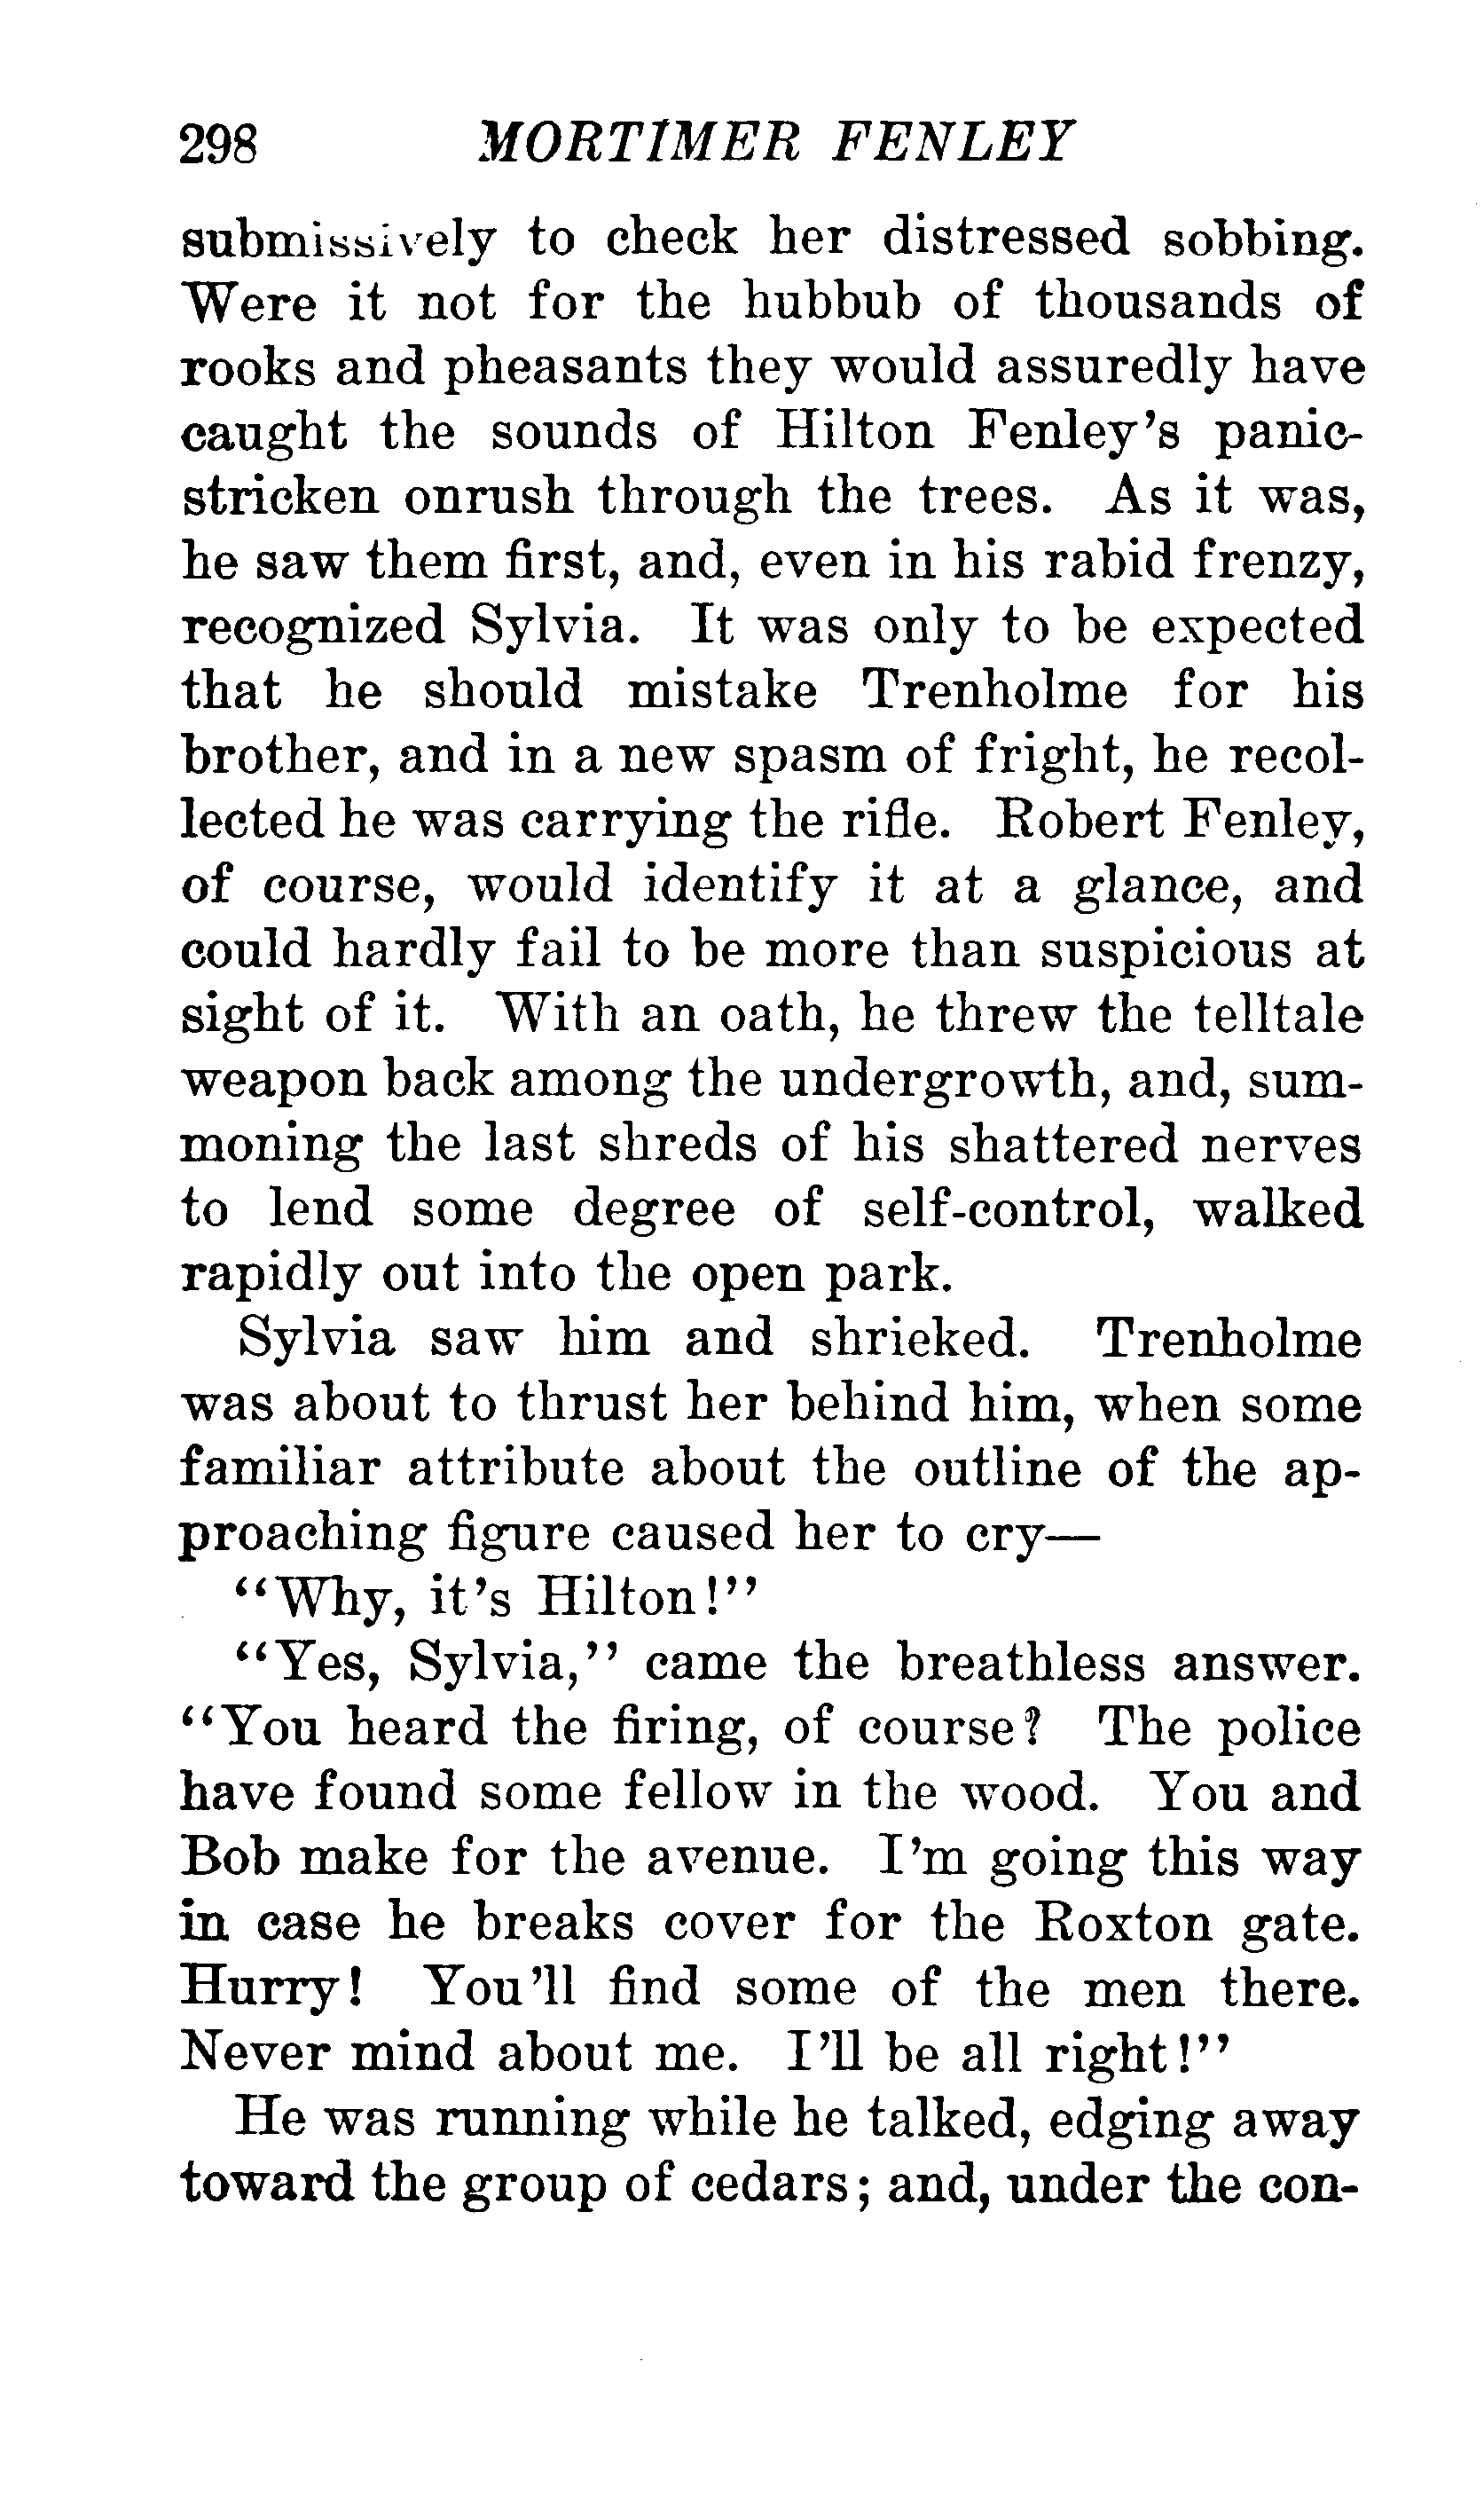 298 MORTIMER FENLEY
submissively to check her distressed sobbing.
Were it not for the hubbub of thousands of
rooks and pheasants they would assuredly have
caught the sounds of Hilton Fenley's panic-
stricken onrush through the trees. As it was,
he saw them first, and, even in his rabid frenzy,
recognized Sylvia. It was only to be expected
that he should mistake Trenholme for his
brother, and in a new spasm of fright, he recol-
lected he was carrying the rifle. Robert Fenley,
of course, would identify it at a glance, and
could hardly fail to be more than suspicious at
sight of it. With an oath, he threw the telltale
weapon back among the undergrowth, and, sum-
moning the last shreds of his shattered nerves
to lend some degree of self-control, walked
rapidly out into the open park.
Sylvia saw him and shrieked. Trenholme
was about to thrust her behind him, when some
familiar attribute about the outline of the ap-
proaching figure caused her to cry—
"Why, it's Hilton!"
"Yes, Sylvia," came the breathless answer.
"You heard the firing, of course? The police
have found some fellow in the wood. You and
Bob make for the avenue. I'm going this way
in case he breaks cover for the Roxton gate.
Hurry! You'll find some of the men there.
Never mind about me. I'll be all right!"
He was running while he talked, edging away
toward the group of cedars; and, under the con-